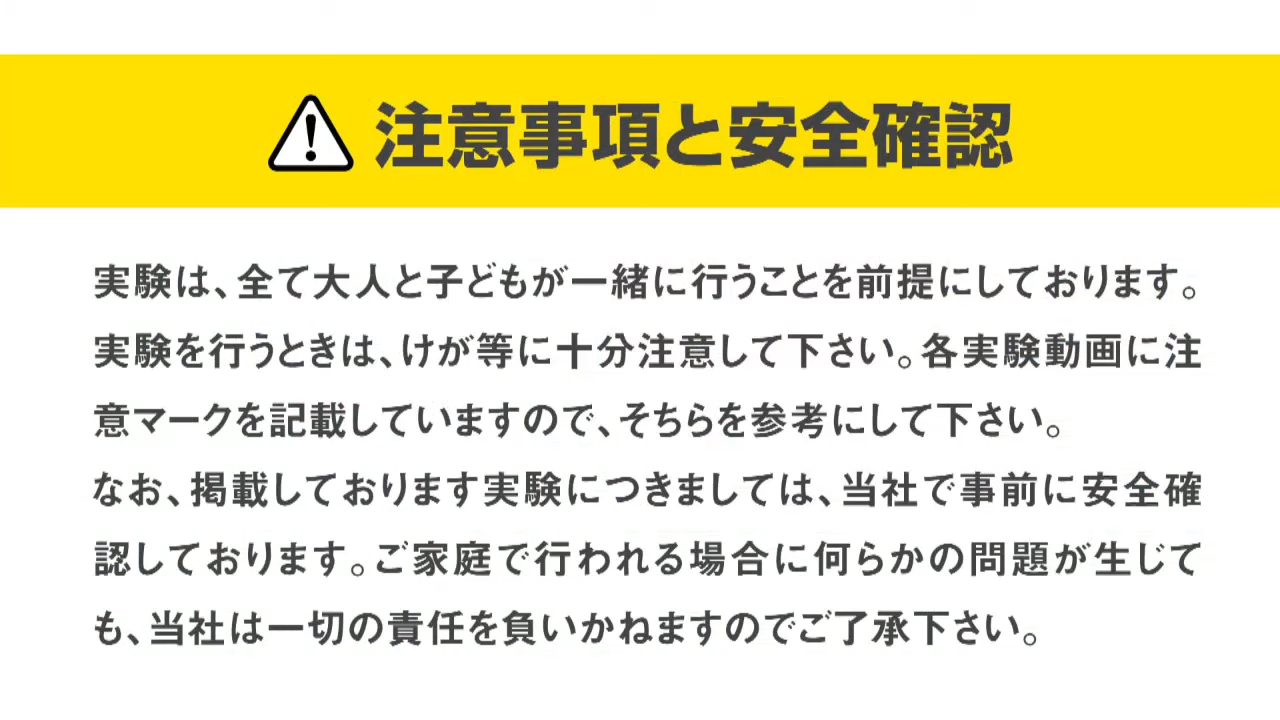 注意事項と安全確認
実験は、全て大人と子どもが一緒に行うことを前提にしております。
実験を行うときは、けが等に十分注意して下さい。各実験動画に注
意マークを記載していますので、そちらを参考にして下さい。
なお、掲載しております実験につきましては、当社で事前に安全確
認しております。ご家庭で行われる場合に何らかの問題が生じて
も、当社は一切の責任を負いかねますのでご了承下さい。